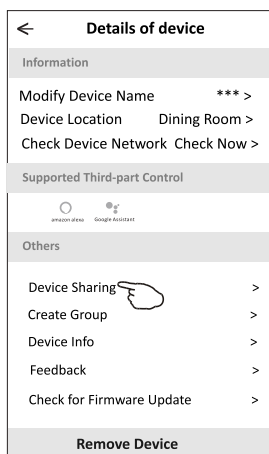 ← Details of device
Information
Modify Device Name *** >
Device Location Dining Room >
Check Device Network Check Now >
Supported Third-part Control
amazon alexa Google Assistant
Others
Device Sharing >
Create Group >
Device Info >
Feedback >
Check for Firmware Update >
Remove Device